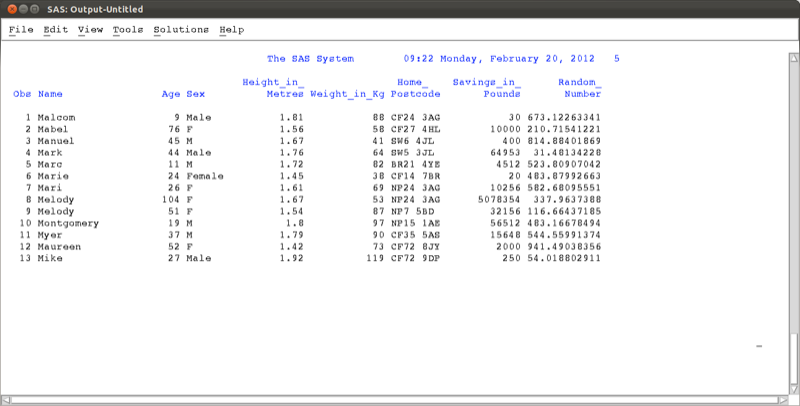 SAS: Output-Untitled
File Edit View Tools Solutions Help
The SAS System 09:22 Monday, February 20, 2012 5
Height_in_ Home_ Savings_in_ Random_
Obs Name Age Sex Metres Weight_in_Kg Postcode Pounds Number
1 Malcom 9 Male 1.81 88 CF24 3AG 30 673.12263341
2 Mabel 76 F 1.56 58 CF27 4HL 10000 210.71541221
3 Manuel 45 M 1.67 41 SW6 4JL 400 814.88401869
4 Mark 44 Male 1.76 64 SW5 3JL 64953 31.48134228
5 Marc 11 M 1.72 82 BR21 4YE 4512 523.80907042
6 Marie 24 Female 1.45 38 CF14 7BR 20 483.87992663
7 Mari 26 F 1.61 69 NP24 3AG 10256 582.68095551
8 Melody 104 F 1.67 53 NP24 3AG 5078354 337.9637388
9 Melody 51 F 1.54 87 NP7 5BD 32156 116.66437185
10 Montgomery 19 M 1.8 97 NP15 1AE 56512 483.16678494
11 Myer 37 M 1.79 90 CF35 5AS 15648 544.55991374
12 Maureen 52 F 1.42 73 CF72 8JY 2000 941.49038356
13 Mike 27 Male 1.92 119 CF72 9DP 250 54.018802911